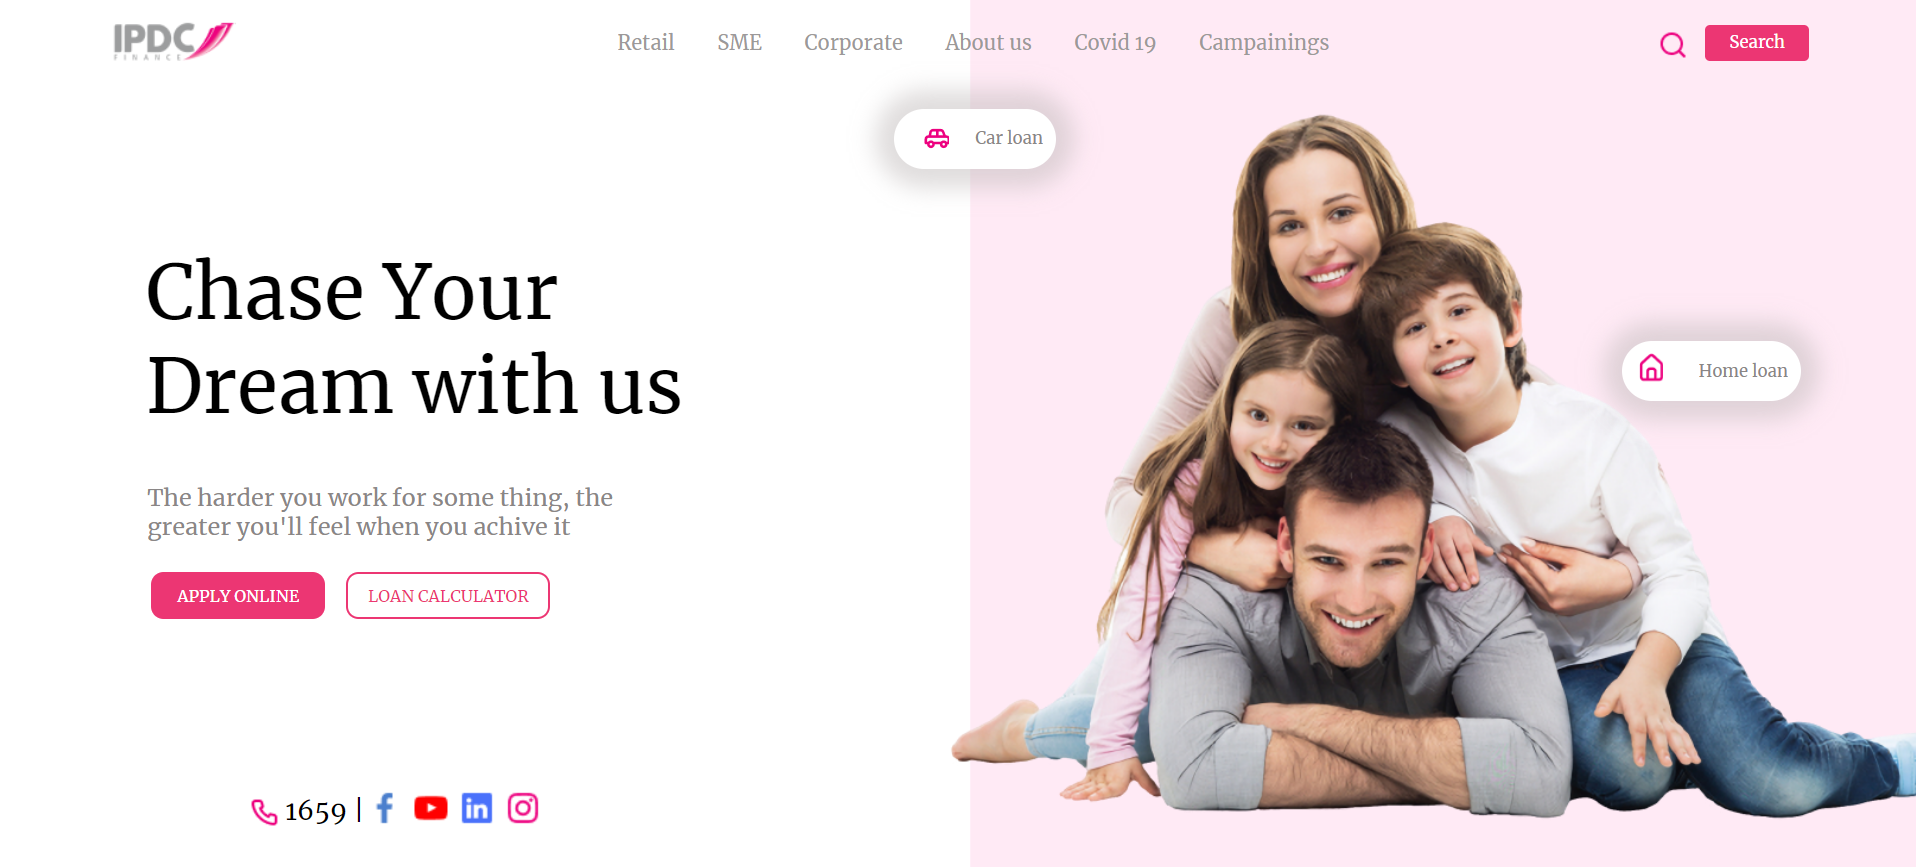 IPDC
FINANCE
Retail SME Corporate About us Covid 19 Campainings
Search
Car loan
Chase Your
Dream with us
Home loan
The harder you work for some thing, the
greater you'll feel when you achive it
APPLY ONLINE LOAN CALCULATOR
1659 |